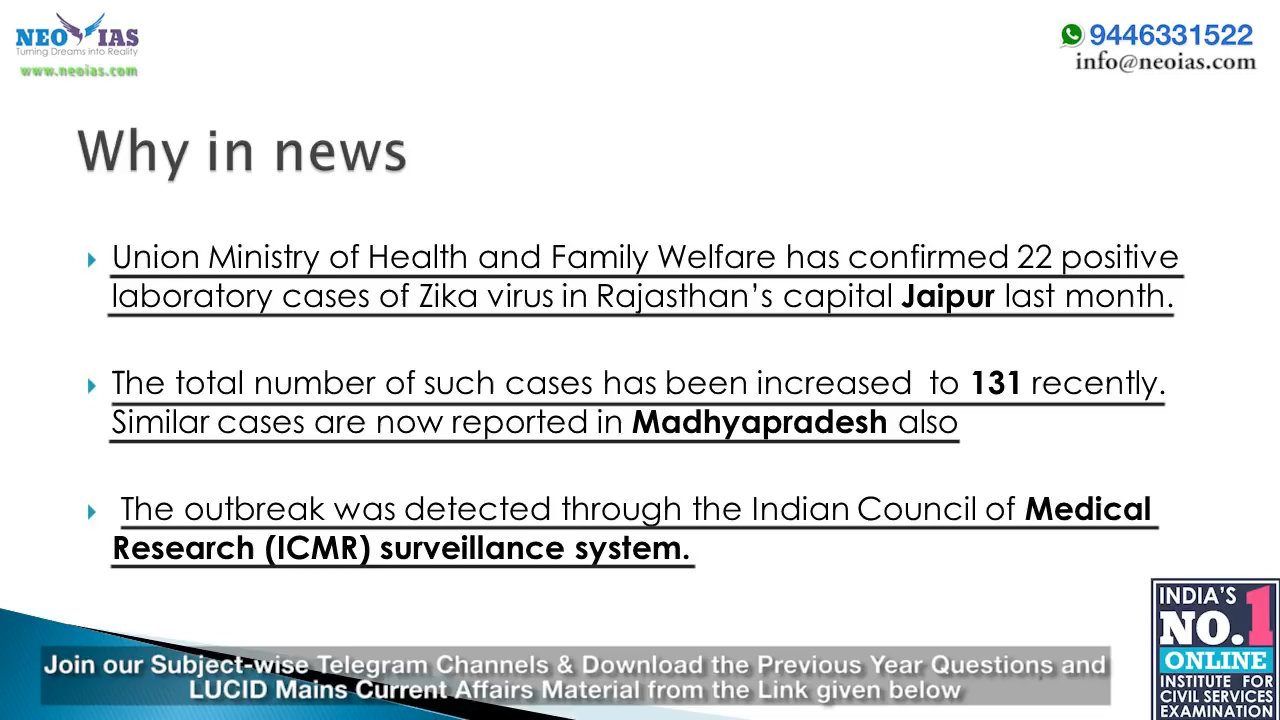 NEO IAS
Turning Dreams into Reality
www.neoias.com
9446331522
info@neoias.com
Why in news
Union Ministry of Health and Family Welfare has confirmed 22 positive
laboratory cases of Zika virus in Rajasthan’s capital Jaipur last month.
The total number of such cases has been increased  to 131 recently.
Similar cases are now reported in Madhyapradesh also
The outbreak was detected through the Indian Council of Medical
Research (ICMR) surveillance system.
Join our Subject-wise Telegram Channels & Download the Previous Year Questions and
LUCID Mains Current Affairs Material from the Link given below
INDIA’S
NO.1
ONLINE
INSTITUTE FOR
CIVIL SERVICES
EXAMINATION